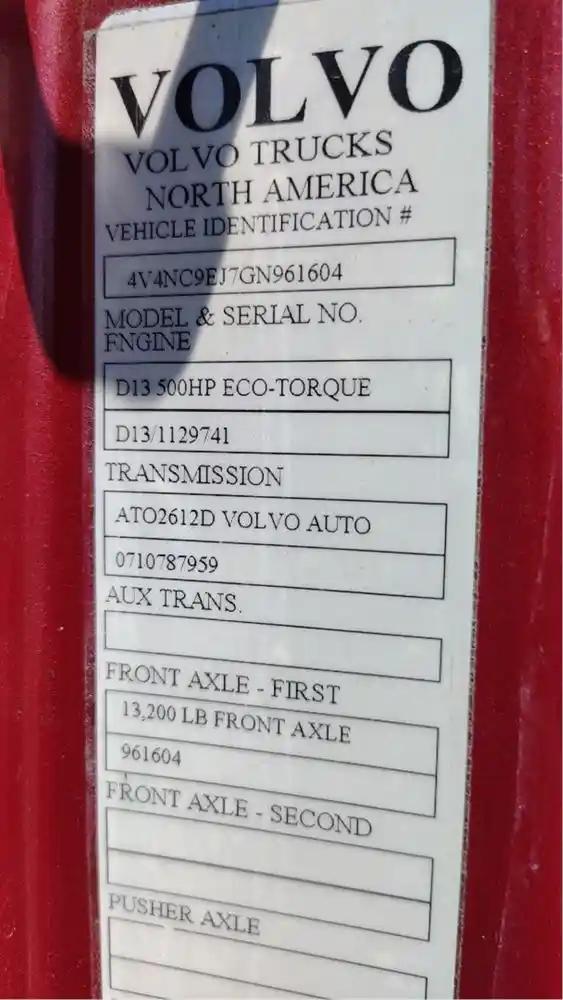 VOLVO
VOLVO TRUCKS
NORTH AMERICA
VEHICLE IDENTIFICATION #
4V4NC9EJ7GN961604
MODEL & SERIAL NO.
ENGINE
D13 500HP ECO-TORQUE
D13/1129741
TRANSMISSION
ATO2612D VOLVO AUTO
0710787959
AUX TRANS.
FRONT AXLE - FIRST
13,200 LB FRONT AXLE
961604
FRONT AXLE - SECOND
PUSHER AXLE